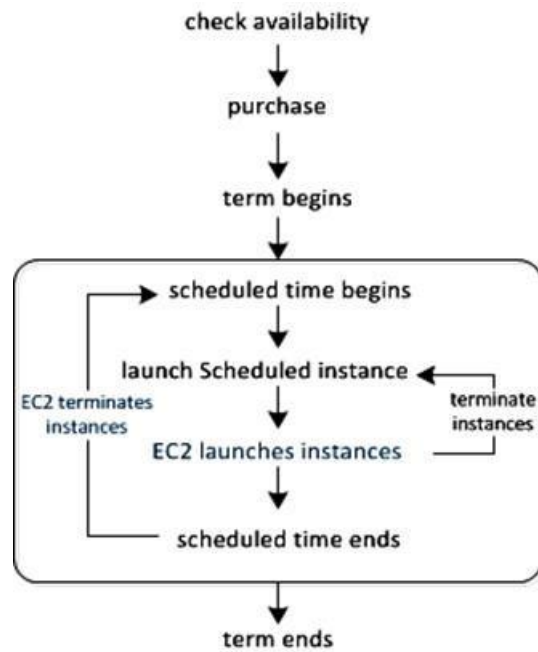 check availability
purchase
term begins
scheduled time begins
launch Scheduled instance
EC2 terminates
instances
terminate
instances
EC2 launches instances
scheduled time ends
term ends